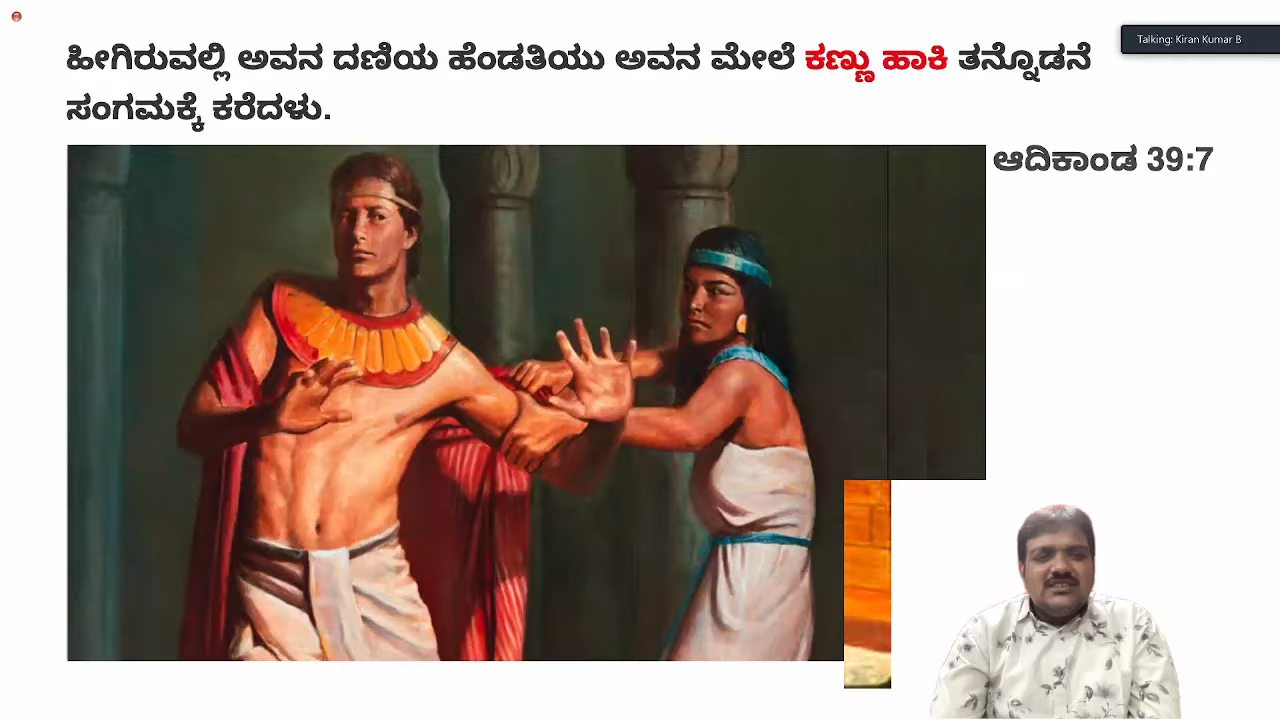 Talking: Kiran Kumar B
ಹೀಗಿರುವಲ್ಲಿ ಅವನ ದಣಿಯ ಹೆಂಡತಿಯು ಅವನ ಮೇಲೆ ಕಣ್ಣು ಹಾಕಿ ತನ್ನೊಡನೆ
ಸಂಗಮಕ್ಕೆ ಕರೆದಳು.
ಆದಿಕಾಂಡ 39:7